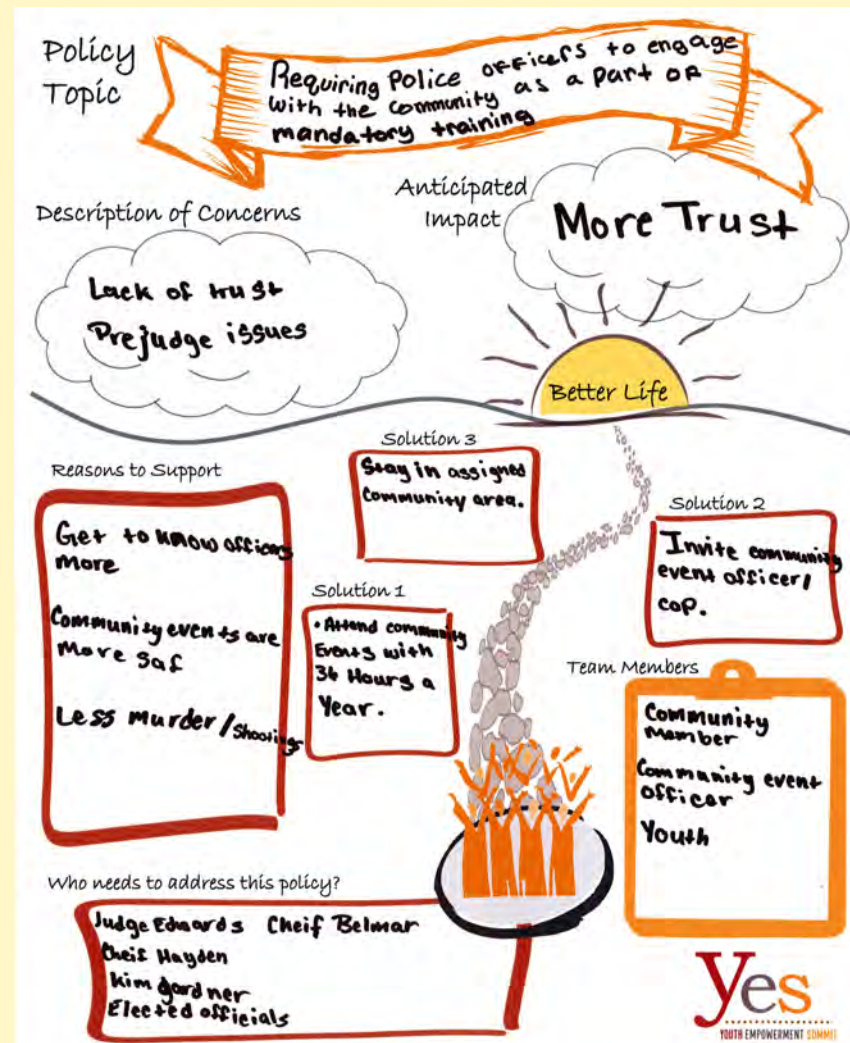 Policy
Topic
Requiring Police officers to engage
with the community as a part of
mandatory training
Description of Concerns
Lack of trust
Prejudge issues
Anticipated
Impact
More Trust
Better Life
Reasons to Support
Get to know officers
more
Community events are
more saf
Less murder / shootings
Solution 3
Stay in assigned
Community area.
Solution 1
• Attend community
Events with
36 Hours a
Year.
Solution 2
Invite community
event officer/
cop.
Team Members
Community
Member
Community event
officer
Youth
Who needs to address this policy?
Judge Edwards Cheif Belmar
Cheif Hayden
Kim gardner
Elected officials
yes
YOUTH EMPOWERMENT SUMMIT